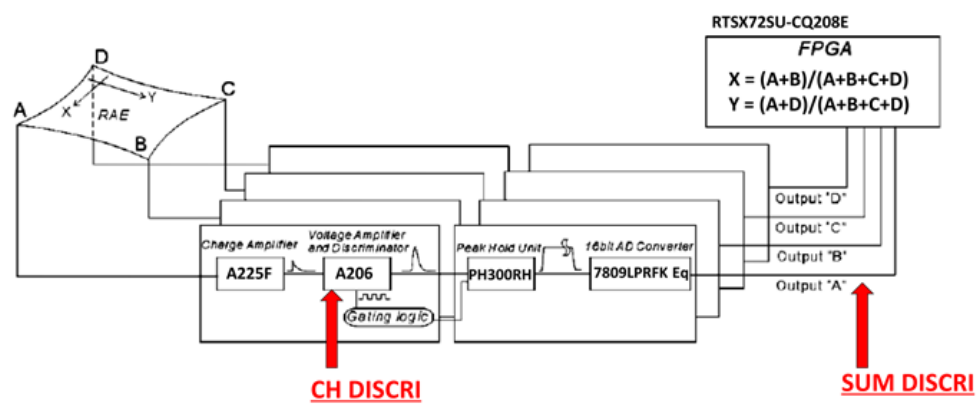 RTSX72SU-CQ208E
FPGA
X = (A+B)/(A+B+C+D)
Y = (A+D)/(A+B+C+D)
D
C
Y
X
RAE
A
B
Output "D"
Output "C"
Output "B"
Output "A"
Charge Amplifier
Voltage Amplifier
and Discriminator
Peak Hold Unit
16bit AD Converter
A225F
A206
PH300RH
7809LPRFK Eq
Gating logic
CH DISCRI
SUM DISCRI